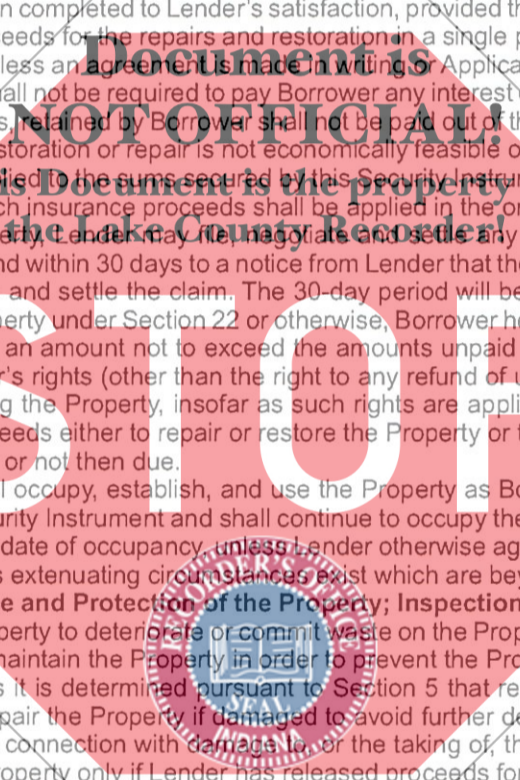 n completed to Lender's satisfaction, provided th
eeds for the repairs and restoration in a single p
Document is
less an agreement is made in writing or Applica
all not be required to pay Borrower any interest
NOT OFFICIAL!
s, retained by Borrower shall not be paid out of th
storation or repair is not economically feasible o
is Document is the property
lied to the sums secured by this Security Instrum
ch insurance proceeds shall be applied in the or
the Lake County Recorder!
erty, Lender may file, negotiate and settle any
nd within 30 days to a notice from Lender that the
and settle the claim. The 30-day period will be
STOP
perty under Section 22 or otherwise, Borrower h
an amount not to exceed the amounts unpaid
r's rights (other than the right to any refund of u
g the Property, insofar as such rights are appli
eeds either to repair or restore the Property or t
or not then due.
l occupy, establish, and use the Property as Bo
urity Instrument and shall continue to occupy the
date of occupancy, unless Lender otherwise ag
s extenuating circumstances exist which are bey
e and Protection of the Property; Inspection
perty to deteriorate or commit waste on the Prop
aintain the Property in order to prevent the Pro
s it is determined pursuant to Section 5 that re
pair the Property if damaged to avoid further de
connection with damage to, or the taking of, th
operty only if Lender has released proceeds for
RECORDER'S OFFICE
SEAL
INDIANA